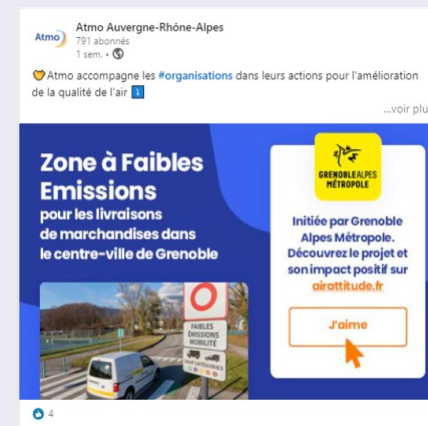 Atmo
Atmo Auvergne-Rhône-Alpes
791 abonnés
1 sem. •
Atmo accompagne les #organisations dans leurs actions pour l'amélioration
de la qualité de l'air
...voir plu
Zone à Faibles
Emissions
pour les livraisons
de marchandises dans
le centre-ville de Grenoble
GRENOBLEALPES
MÉTROPOLE
Initiée par Grenoble
Alpes Métropole.
Découvrez le projet et
son impact positif sur
airattitude.fr
J'aime
FAIBLES
ÉMISSIONS
MOBILITÉ
SAUF CATÉGORIES
4